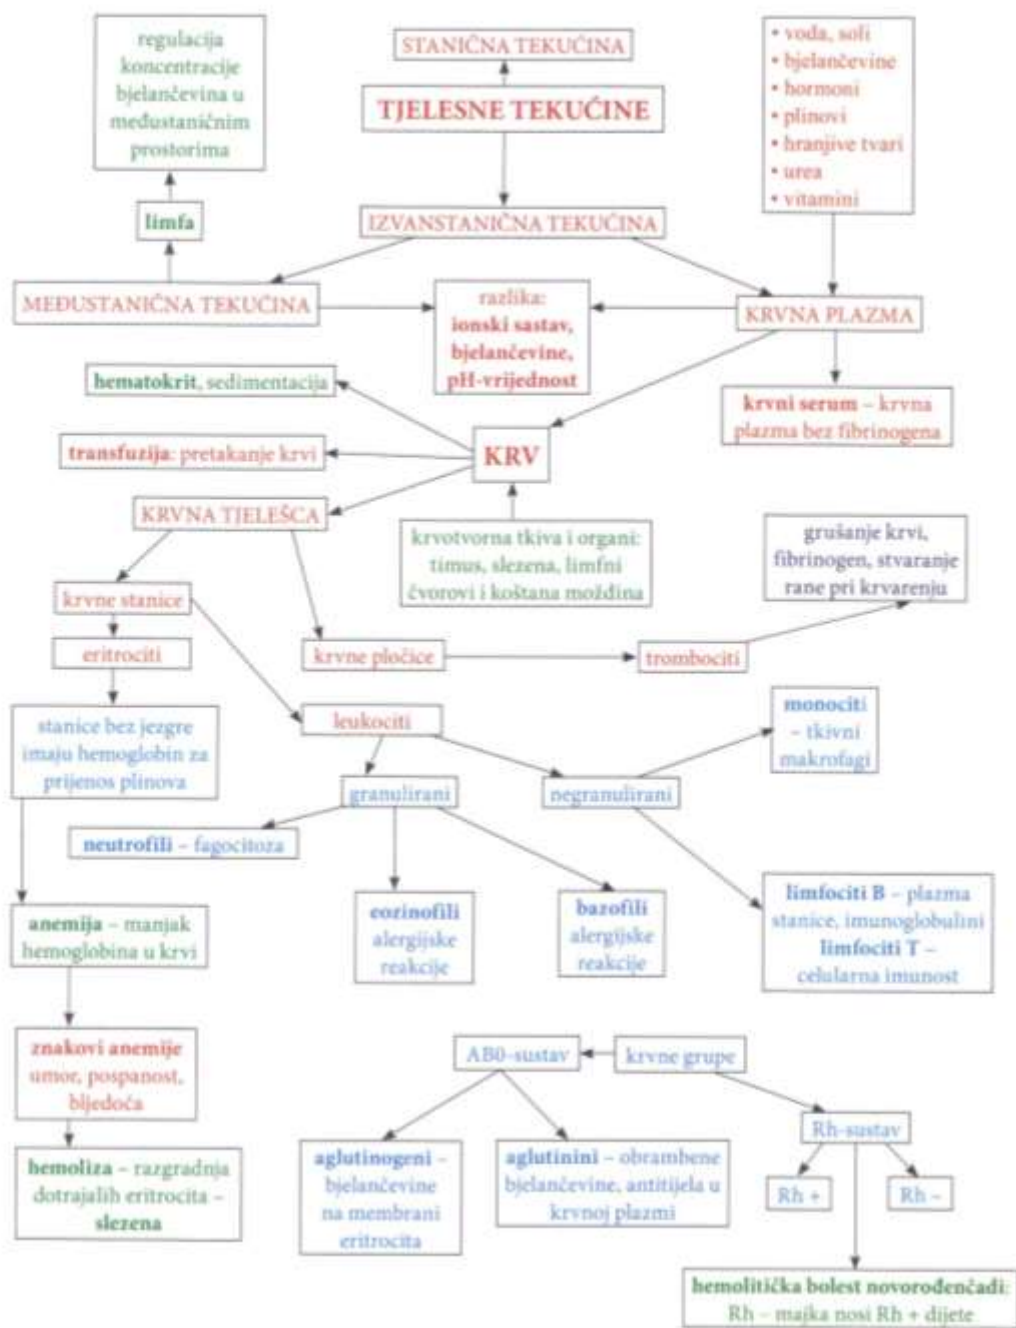 regulacija
koncentracije
bjelančevina u
međustaničnim
prostorima
STANIČNA TEKUĆINA
TJELESNE TEKUĆINE
• voda, soli
• bjelančevine
• hormoni
• plinovi
• hranjive tvari
• urea
• vitamini
limfa
IZVANSTANIČNA TEKUĆINA
MEĐUSTANIČNA TEKUĆINA
razlika:
ionski sastav,
bjelančevine,
pH-vrijednost
KRVNA PLAZMA
hematokrit, sedimentacija
krvni serum – krvna
plazma bez fibrinogena
transfuzija: pretakanje krvi
KRV
KRVNA TJELEŠCA
krvotvorna tkiva i organi:
timus, slezena, limfni
čvorovi i koštana moždina
grušanje krvi,
fibrinogen, stvaranje
rane pri krvarenju
krvne stanice
eritrociti
krvne pločice
trombociti
stanice bez jezgre
imaju hemoglobin za
prijenos plinova
leukociti
monociti
– tkivni
makrofagi
granulirani
negranulirani
neutrofili – fagocitoza
eozinofili
alergijske
reakcije
bazofili
alergijske
reakcije
limfociti B – plazma
stanice, imunoglobulini
limfociti T –
celularna imunost
anemija – manjak
hemoglobina u krvi
znakovi anemije
umor, pospanost,
bljedoća
AB0-sustav
krvne grupe
Rh-sustav
hemoliza – razgradnja
dotrajalih eritrocita –
slezena
aglutinogeni –
bjelančevine
na membrani
eritrocita
aglutinini – obrambene
bjelančevine, antitijela u
krvnoj plazmi
Rh +
Rh –
hemolitička bolest novorođenčadi:
Rh – majka nosi Rh + dijete